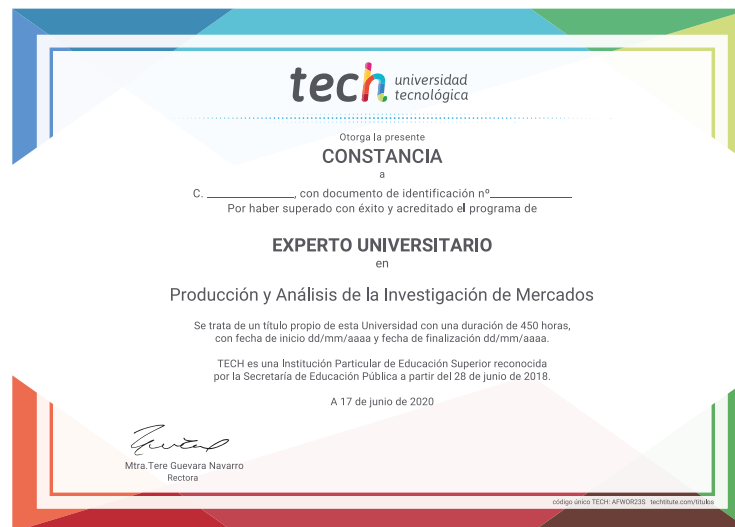 tech universidad
tecnológica
Otorga la presente
CONSTANCIA
a
C. ______________, con documento de identificación nº______________
Por haber superado con éxito y acreditado el programa de
EXPERTO UNIVERSITARIO
en
Producción y Análisis de la Investigación de Mercados
Se trata de un título propio de esta Universidad con una duración de 450 horas,
con fecha de inicio dd/mm/aaaa y fecha de finalización dd/mm/aaaa.
TECH es una Institución Particular de Educación Superior reconocida
por la Secretaría de Educación Pública a partir del 28 de junio de 2018.
A 17 de junio de 2020
Mtra.Tere Guevara Navarro
Rectora
código único TECH: AFWOR23S techtitute.com/títulos